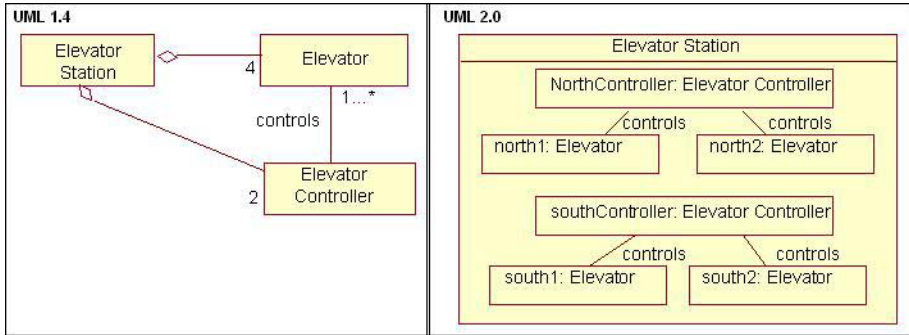 UML 1.4
Elevator
Station
4
Elevator
1...*
controls
2
Elevator
Controller
UML 2.0
Elevator Station
NorthController: Elevator Controller
controls
controls
north1: Elevator
north2: Elevator
southController: Elevator Controller
controls
controls
south1: Elevator
south2: Elevator